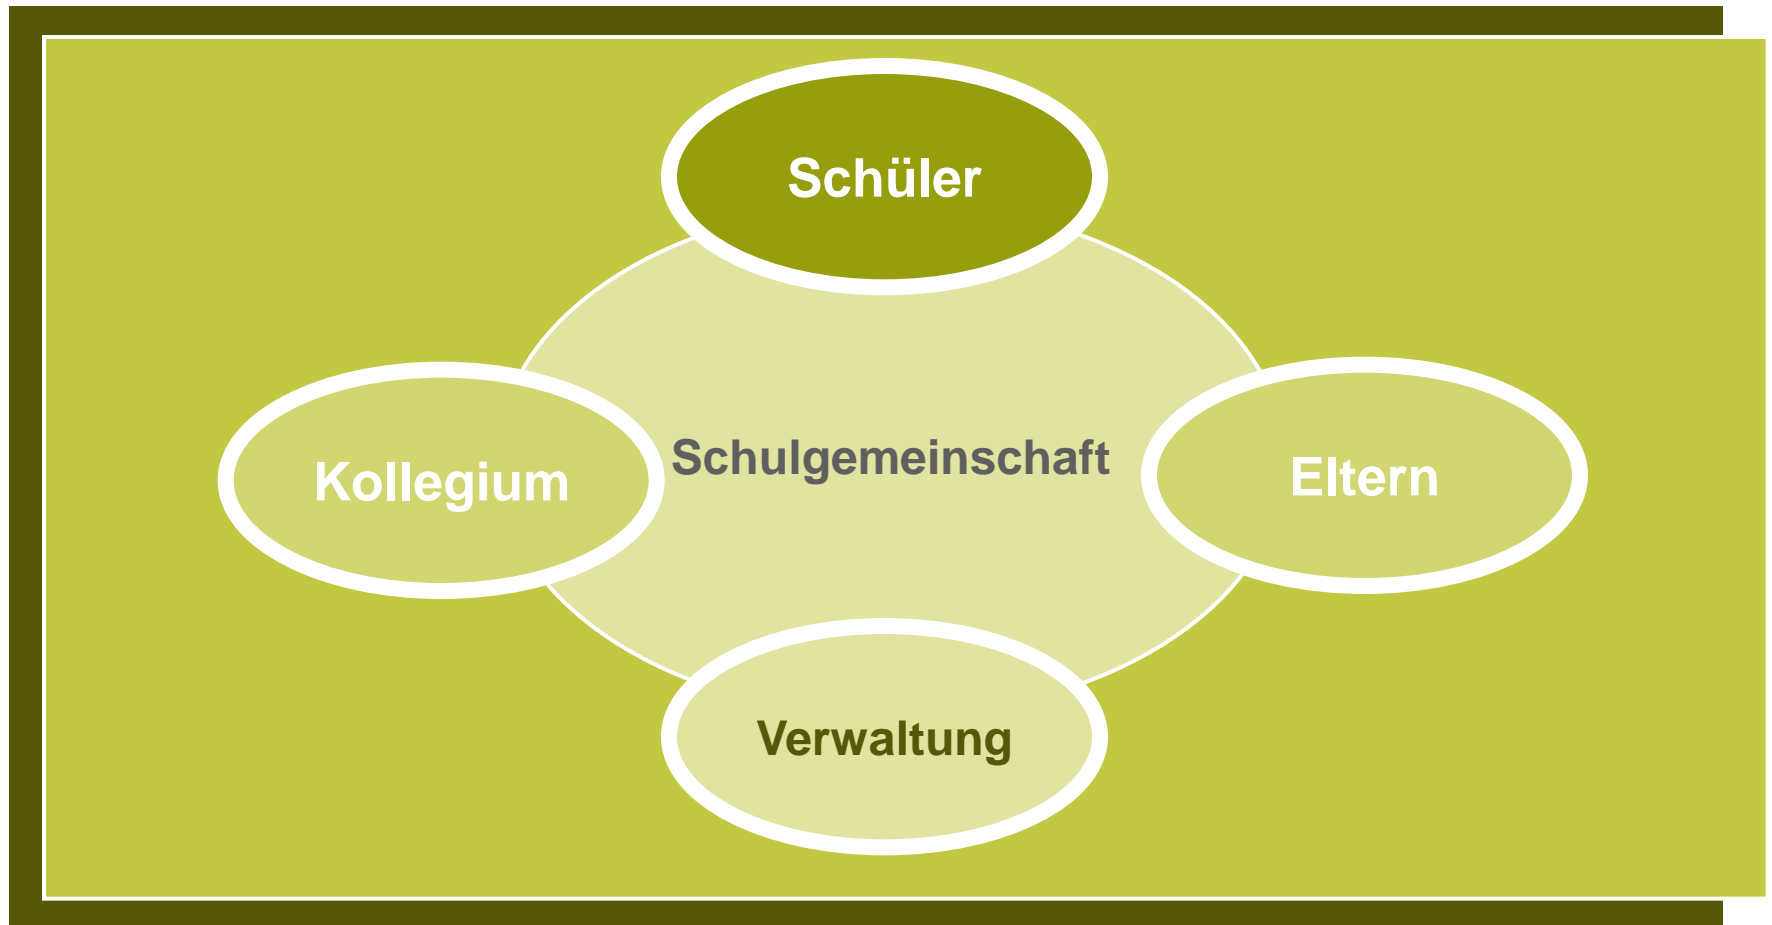 Schüler
Schulgemeinschaft
Kollegium
Eltern
Verwaltung